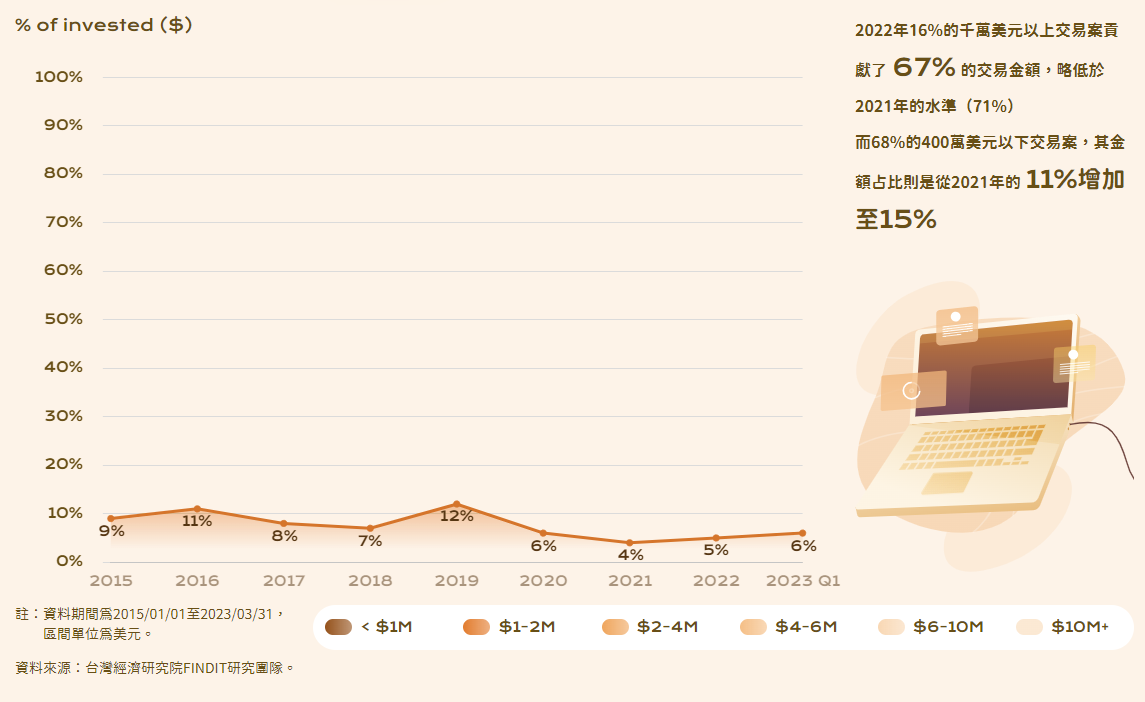 % of invested ($)
100%
90%
80%
70%
60%
50%
40%
30%
20%
10%
0%
9%
11%
8%
7%
12%
6%
4%
5%
6%
2015
2016
2017
2018
2019
2020
2021
2022
2023 Q1
2022年16%的千萬美元以上交易案貢
獻了 67% 的交易金額，略低於
2021年的水準（71%）
而68%的400萬美元以下交易案，其金
額占比則是從2021年的 11%增加
至15%
註：資料期間為2015/01/01至2023/03/31，
區間單位為美元。
資料來源：台灣經濟研究院FINDIT研究團隊。
< $1M
$1-2M
$2-4M
$4-6M
$6-10M
$10M+